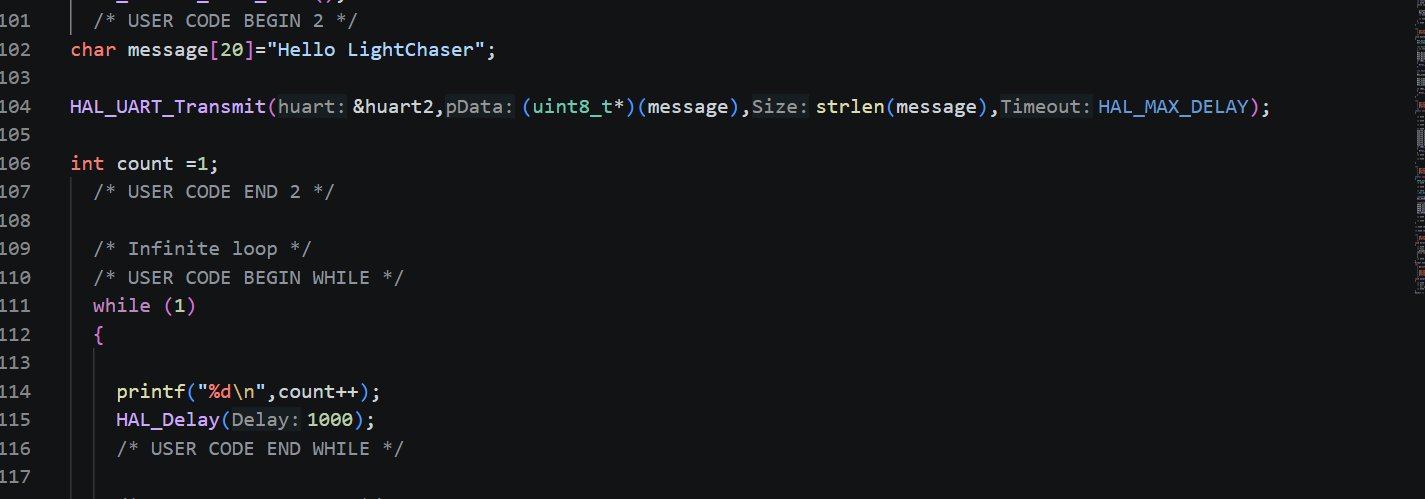 101 /* USER CODE BEGIN 2 */
102 char message[20]="Hello LightChaser";
103
104 HAL_UART_Transmit(huart: &huart2,pData: (uint8_t*)(message),Size: strlen(message),Timeout: HAL_MAX_DELAY);
105
106 int count =1;
107 /* USER CODE END 2 */
108
109 /* Infinite loop */
110 /* USER CODE BEGIN WHILE */
111 while (1)
112 {
113
114 printf("%d\n",count++);
115 HAL_Delay(Delay: 1000);
116 /* USER CODE END WHILE */
117